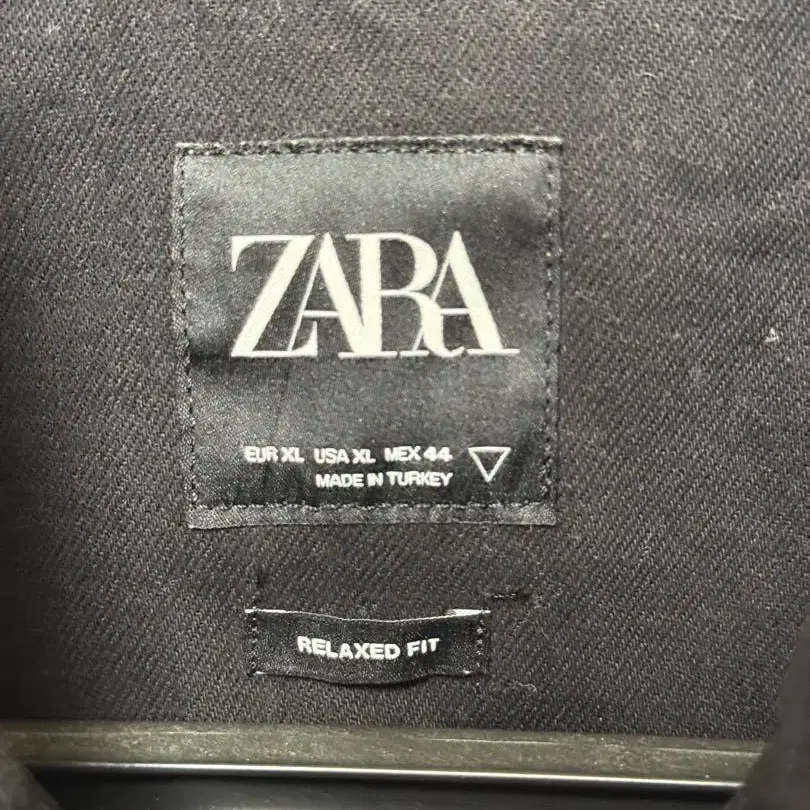 ZARA
EUR XL USA XL MEX 44
MADE IN TURKEY
RELAXED FIT